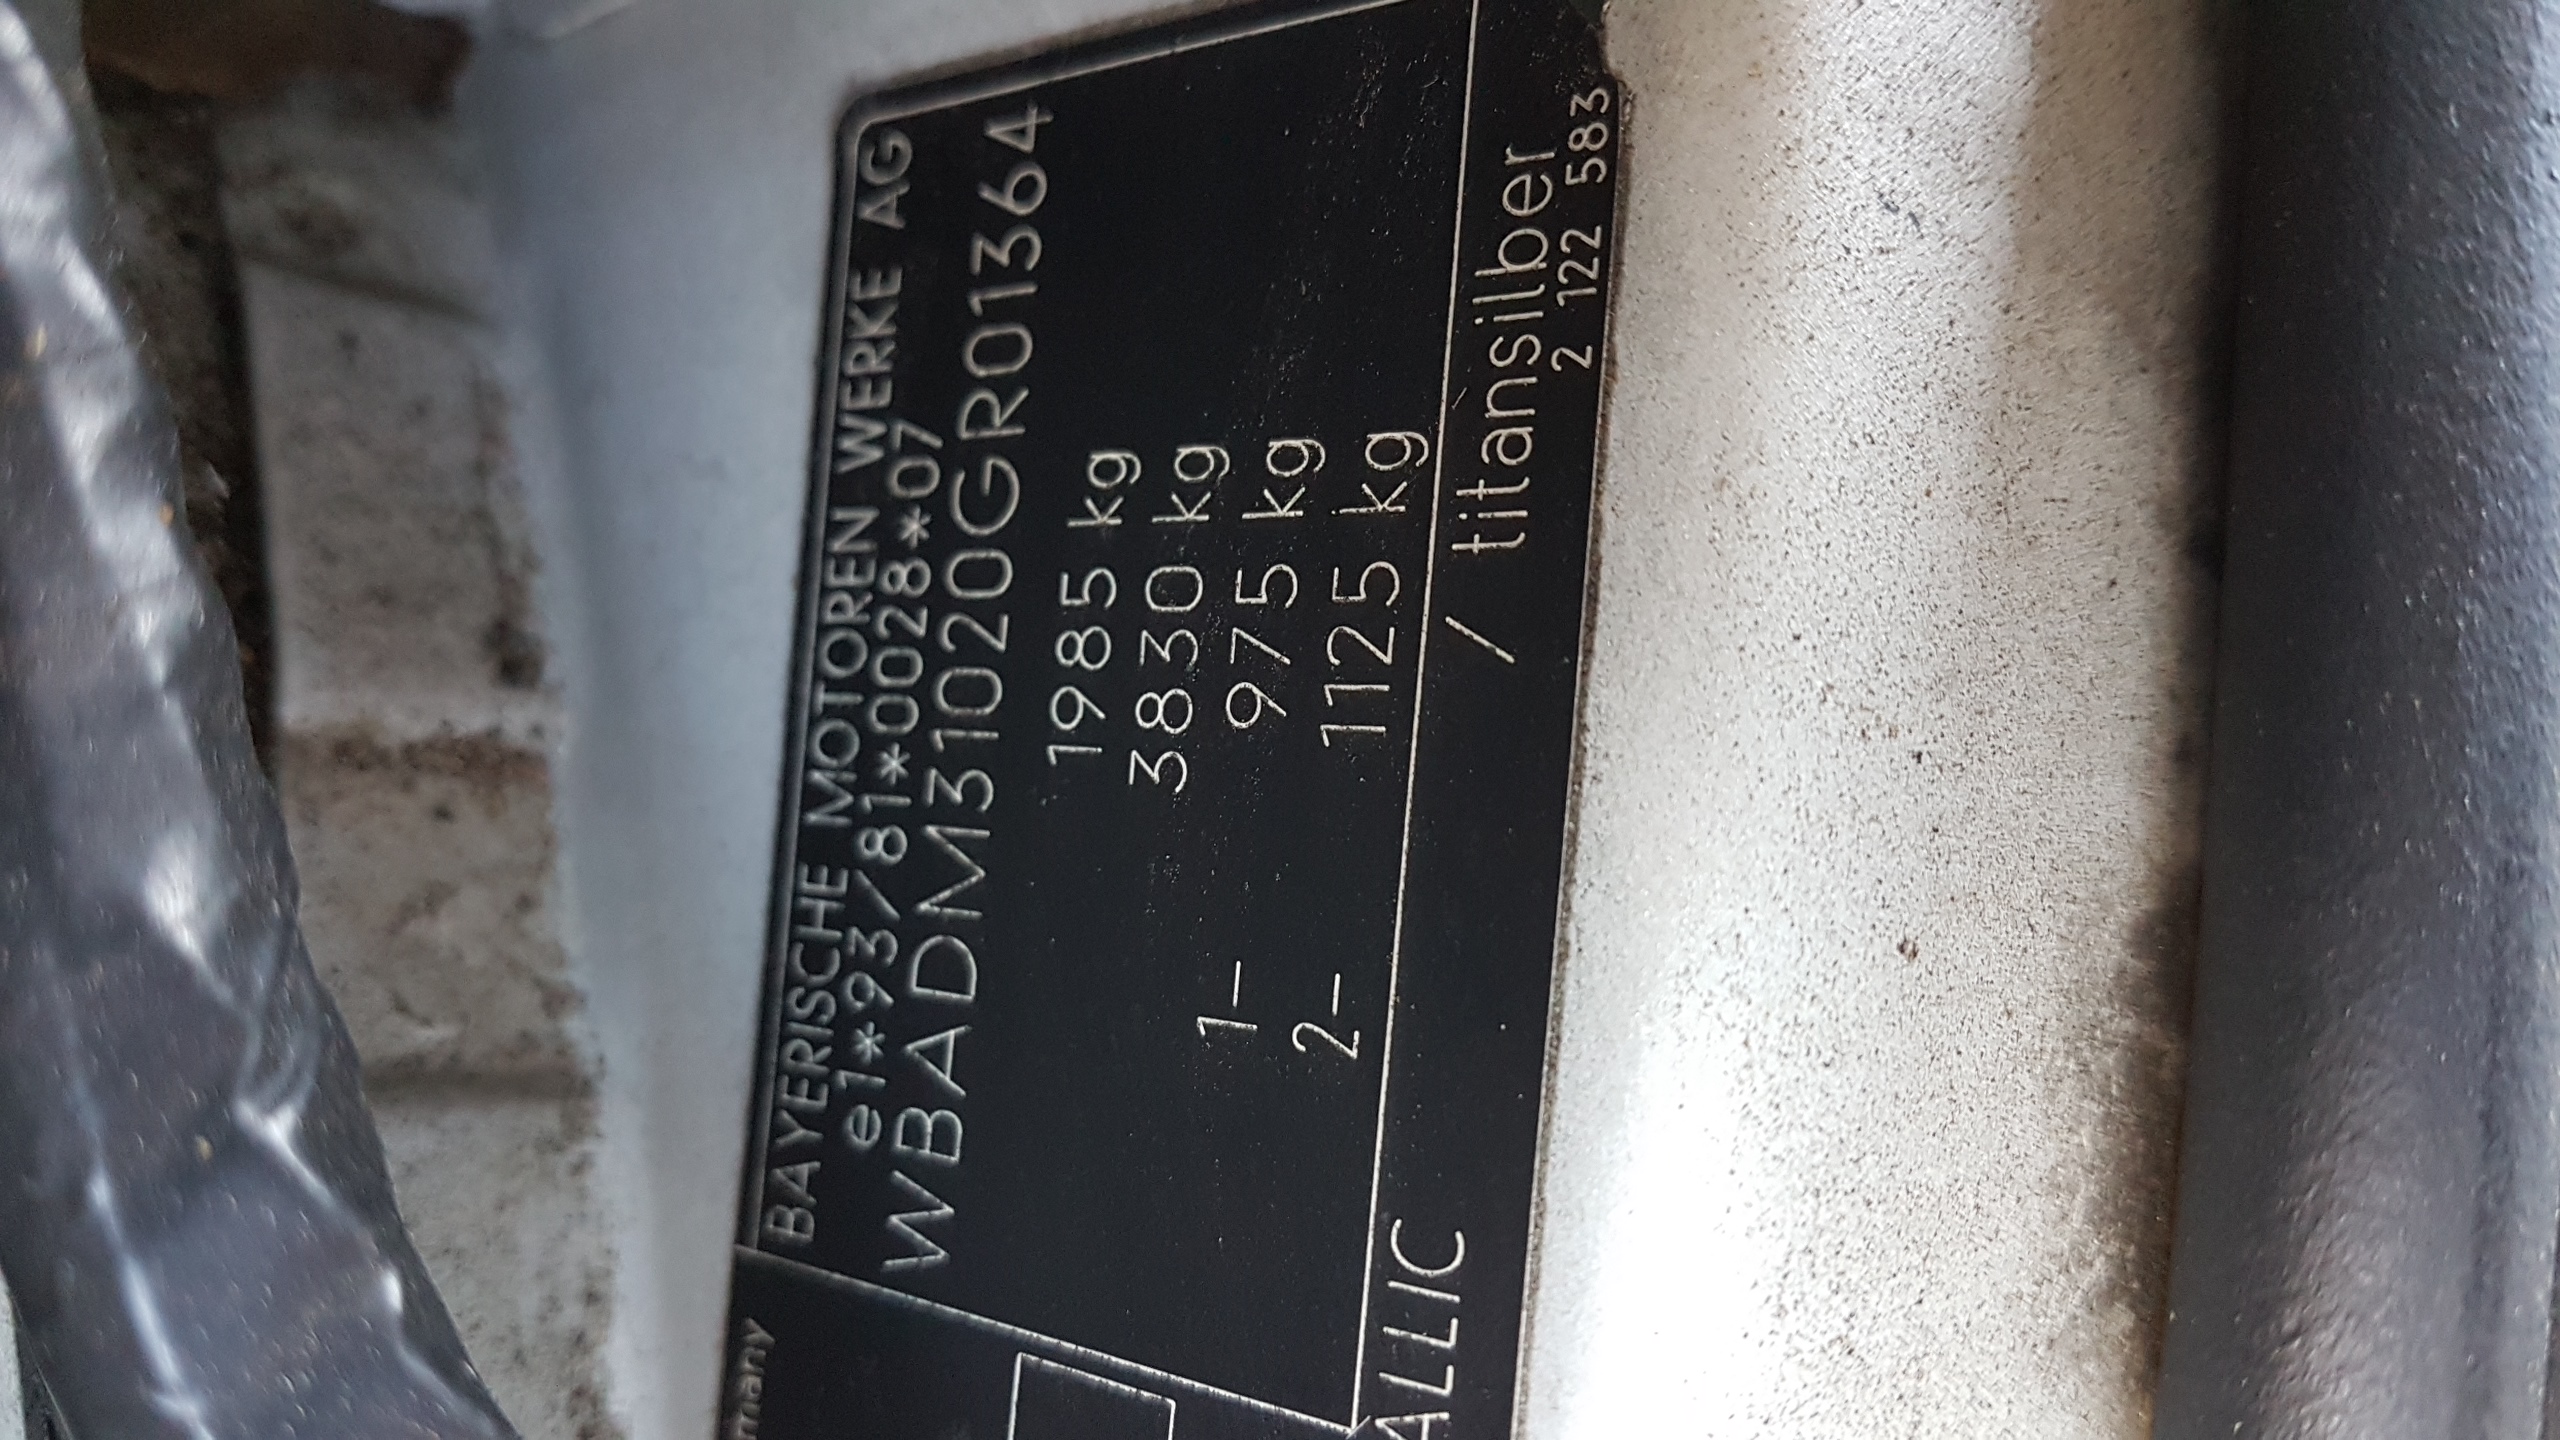 BAYERISCHE MOTOREN WERKE AG
e1*93/81*0028*07
WBADM31020GR01364
1985 kg
3830 kg
1– 975 kg
2– 1125 kg
ALLIC / titansilber
2 122 583
many